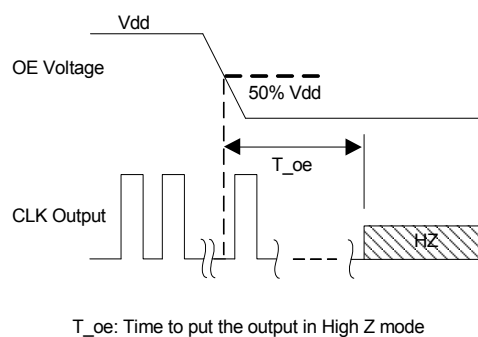 Vdd
OE Voltage
50% Vdd
T_oe
CLK Output
HZ
T_oe: Time to put the output in High Z mode